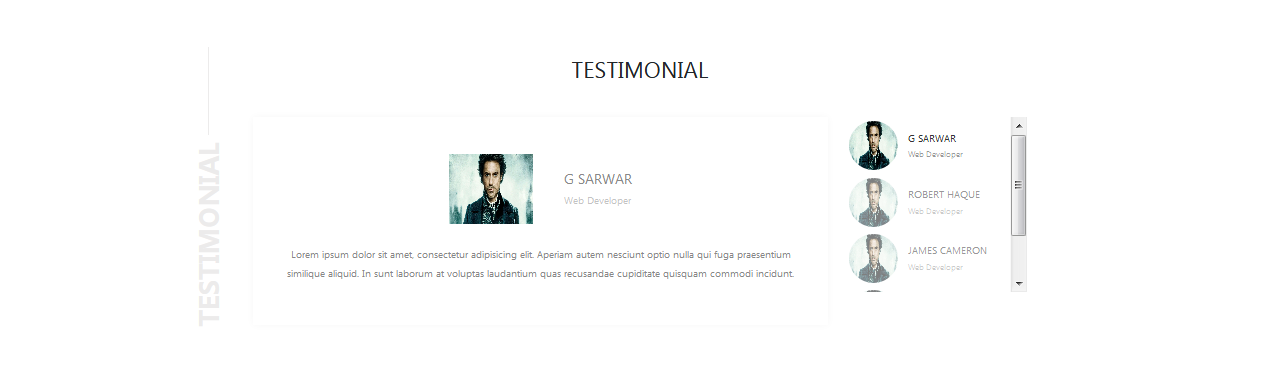 TESTIMONIAL
TESTIMONIAL
G SARWAR
Web Developer
Lorem ipsum dolor sit amet, consectetur adipisicing elit. Aperiam autem nesciunt optio nulla qui fuga praesentium
similique aliquid. In sunt laborum at voluptas laudantium quas recusandae cupiditate quisquam commodi incidunt.
G SARWAR
Web Developer
ROBERT HAQUE
Web Developer
JAMES CAMERON
Web Developer